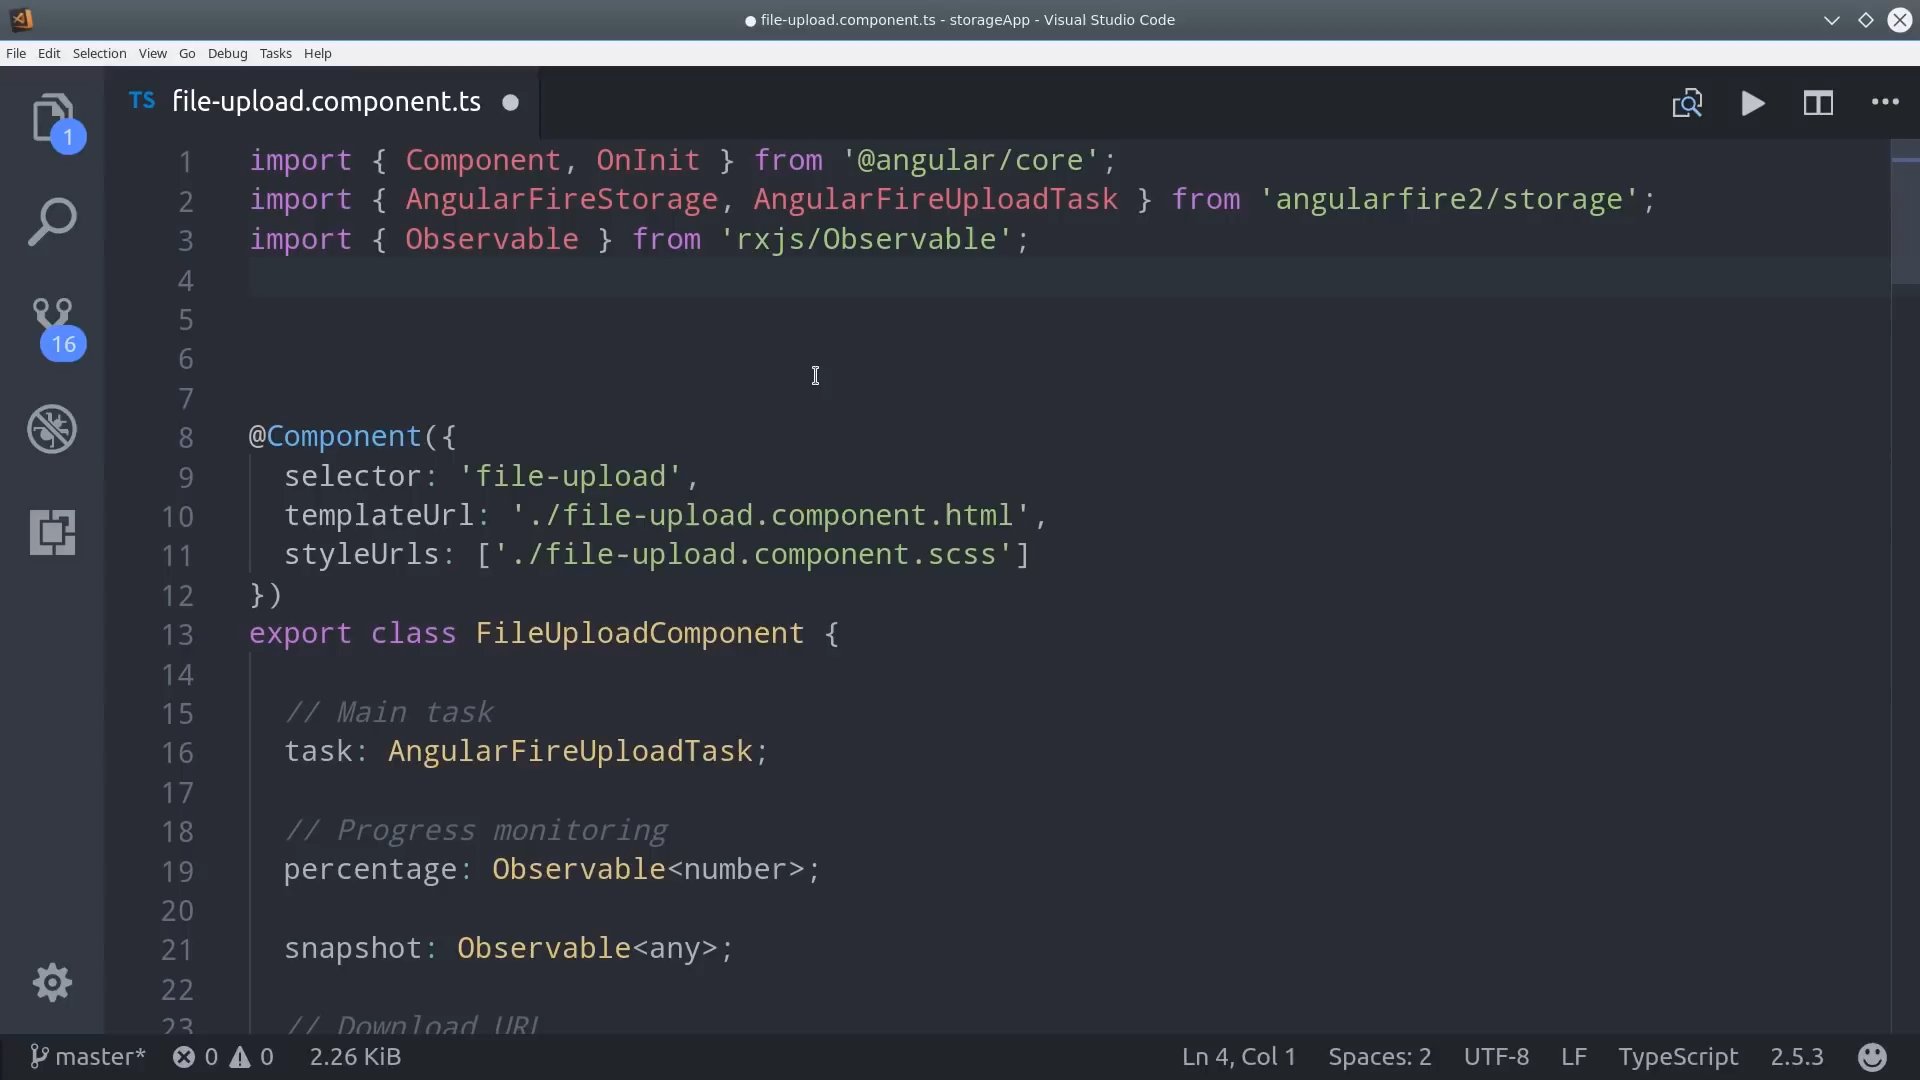 file-upload.component.ts - storageApp - Visual Studio Code
File Edit Selection View Go Debug Tasks Help
TS file-upload.component.ts
1
16
1 import { Component, OnInit } from '@angular/core';
2 import { AngularFireStorage, AngularFireUploadTask } from 'angularfire2/storage';
3 import { Observable } from 'rxjs/Observable';
4
5
6
7
8 @Component({
9 selector: 'file-upload',
10 templateUrl: './file-upload.component.html',
11 styleUrls: ['./file-upload.component.scss']
12 })
13 export class FileUploadComponent {
14
15 // Main task
16 task: AngularFireUploadTask;
17
18 // Progress monitoring
19 percentage: Observable<number>;
20
21 snapshot: Observable<any>;
22
23 // Download URL
master* 0 0 2.26 KiB Ln 4, Col 1 Spaces: 2 UTF-8 LF TypeScript 2.5.3